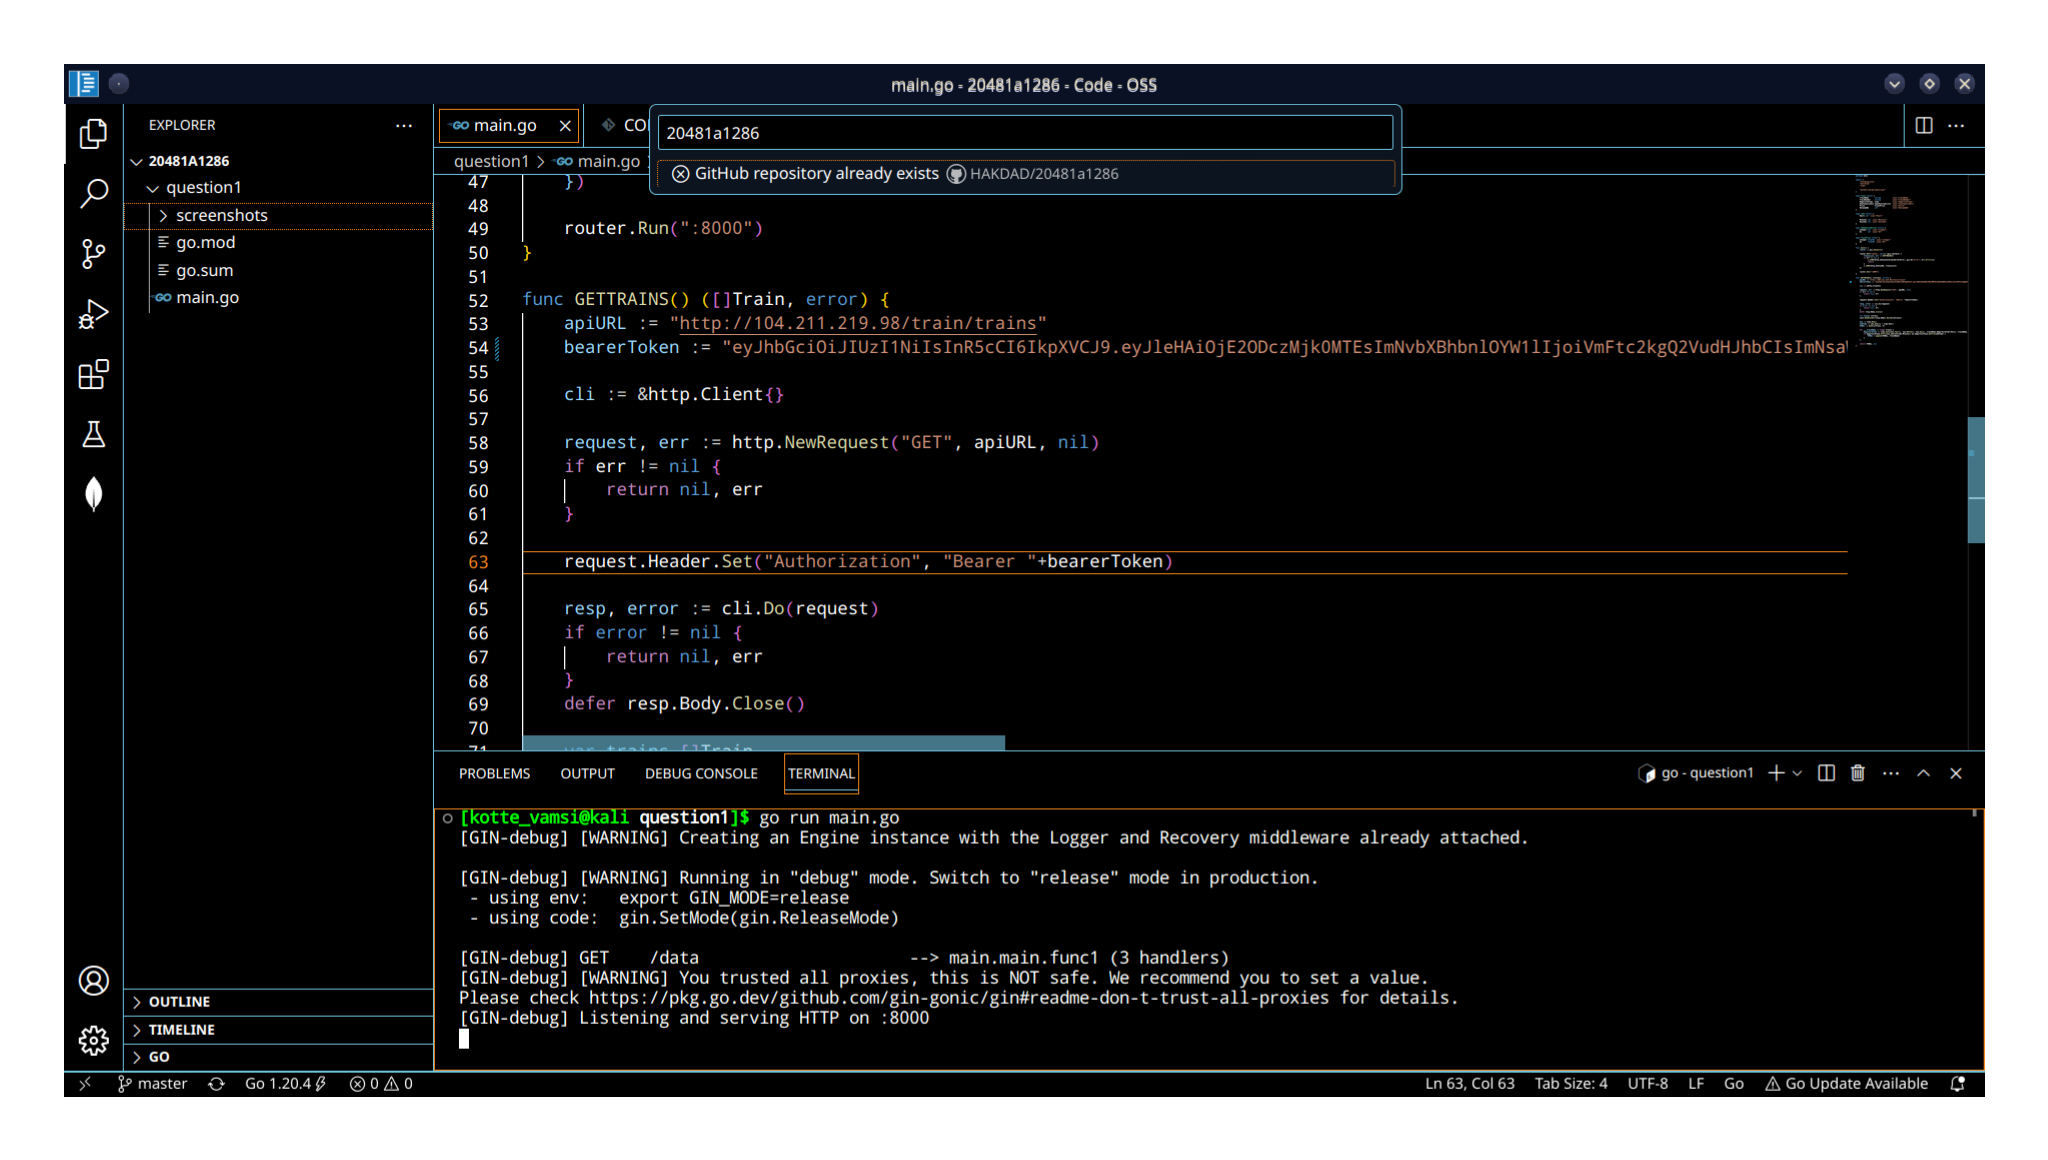 main.go - 20481a1286 - Code - OSS
EXPLORER
20481A1286
question1
screenshots
go.mod
go.sum
main.go
OUTLINE
TIMELINE
GO
main.go
20481a1286
GitHub repository already exists HAKDAD/20481a1286
question1 > main.go
47 })
48
49 router.Run(":8000")
50 }
51
52 func GETTRAINS() ([]Train, error) {
53 apiURL := "http://104.211.219.98/train/trains"
54 bearerToken := "eyJhbGciOiJIUzI1NiIsInR5cCI6IkpXVCJ9.eyJleHAiOjE2ODczMjk0MTEsImNvbXBhbnlOYW1lIjoiVmFtc2kgQ2VudHJhbCIsImNsa
55
56 cli := &http.Client{}
57
58 request, err := http.NewRequest("GET", apiURL, nil)
59 if err != nil {
60 return nil, err
61 }
62
63 request.Header.Set("Authorization", "Bearer "+bearerToken)
64
65 resp, error := cli.Do(request)
66 if error != nil {
67 return nil, err
68 }
69 defer resp.Body.Close()
70
71 var trains []Train
PROBLEMS OUTPUT DEBUG CONSOLE TERMINAL
go - question1
[kotte_vamsi@kali question1]$ go run main.go
[GIN-debug] [WARNING] Creating an Engine instance with the Logger and Recovery middleware already attached.
[GIN-debug] [WARNING] Running in "debug" mode. Switch to "release" mode in production.
- using env: export GIN_MODE=release
- using code: gin.SetMode(gin.ReleaseMode)
[GIN-debug] GET /data --> main.main.func1 (3 handlers)
[GIN-debug] [WARNING] You trusted all proxies, this is NOT safe. We recommend you to set a value.
Please check https://pkg.go.dev/github.com/gin-gonic/gin#readme-don-t-trust-all-proxies for details.
[GIN-debug] Listening and serving HTTP on :8000
master Go 1.20.4 0 0
Ln 63, Col 63 Tab Size: 4 UTF-8 LF Go Go Update Available